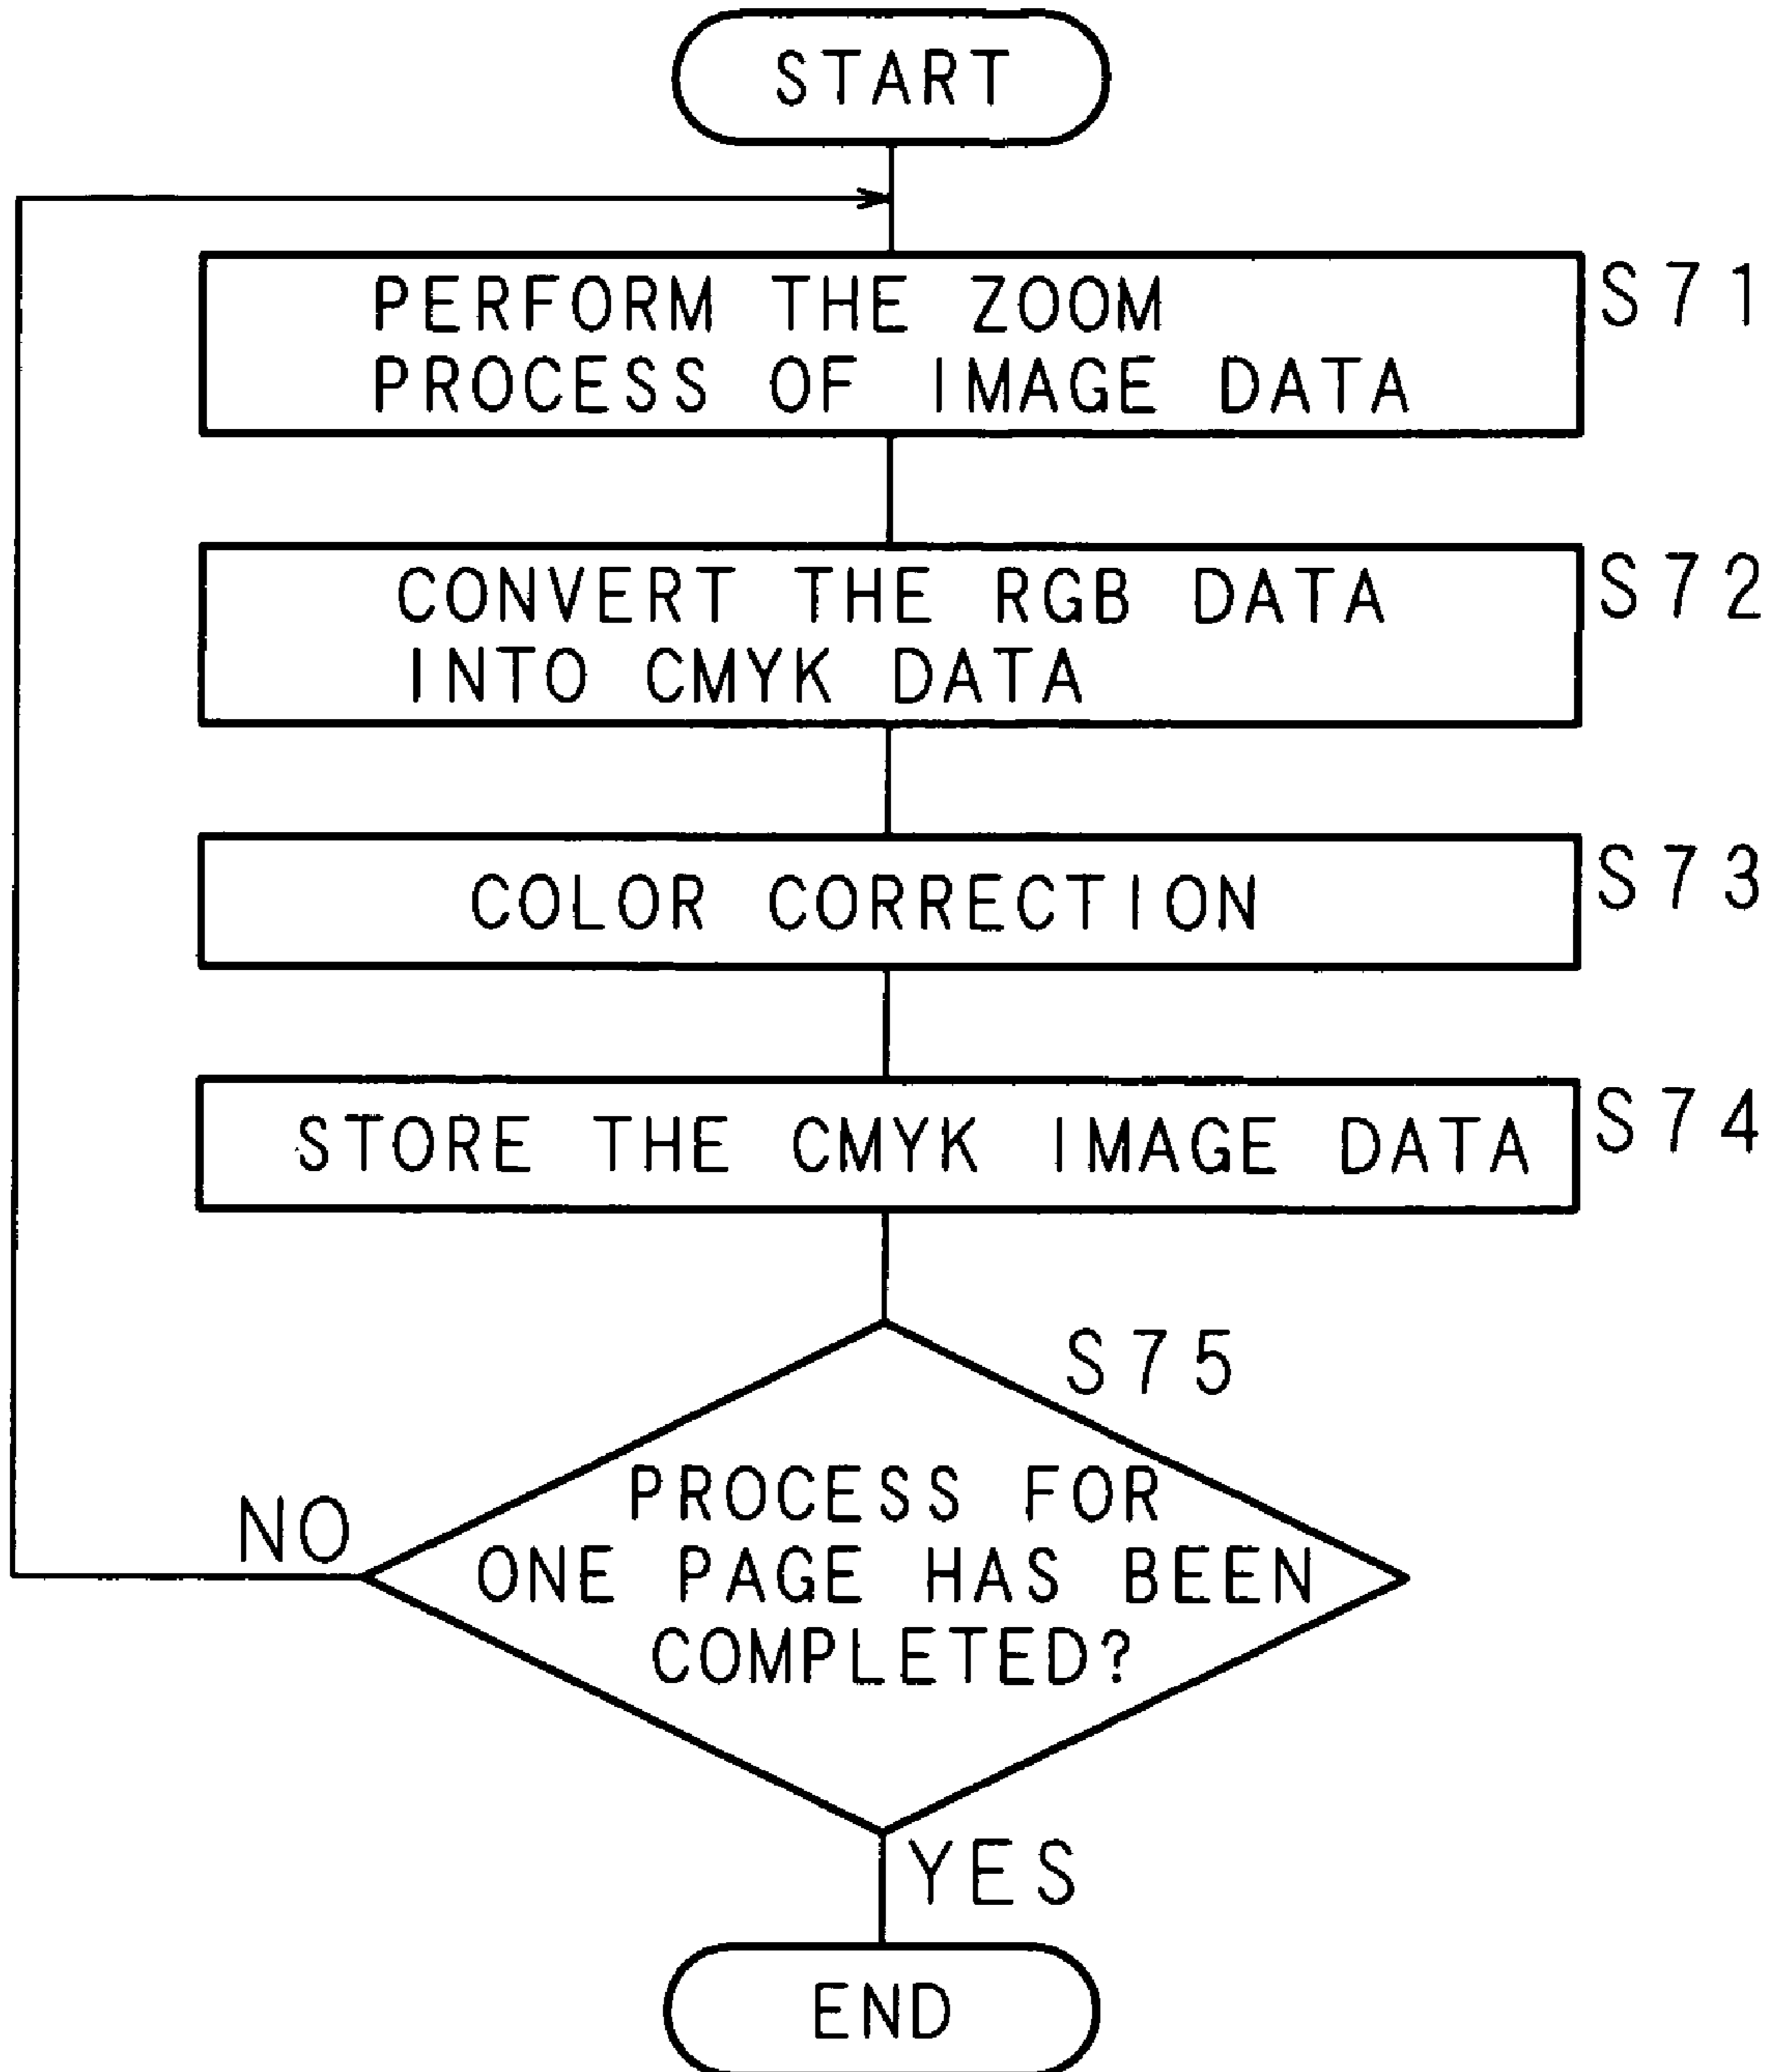 START
PERFORM THE ZOOM
PROCESS OF IMAGE DATA
S71
CONVERT THE RGB DATA
INTO CMYK DATA
S72
COLOR CORRECTION
S73
STORE THE CMYK IMAGE DATA
S74
S75
PROCESS FOR
ONE PAGE HAS BEEN
COMPLETED?
NO
YES
END